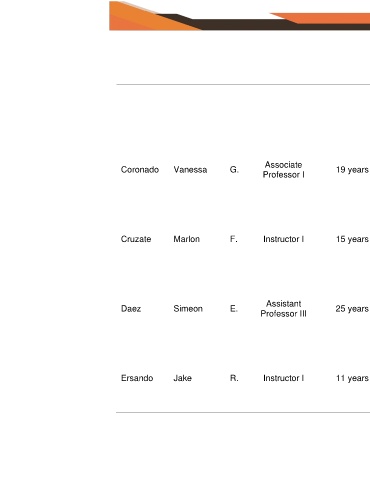 Coronado Vanessa G. Associate Professor I 19 years
Cruzate Marlon F. Instructor I 15 years
Daez Simeon E. Assistant Professor III 25 years
Ersando Jake R. Instructor I 11 years